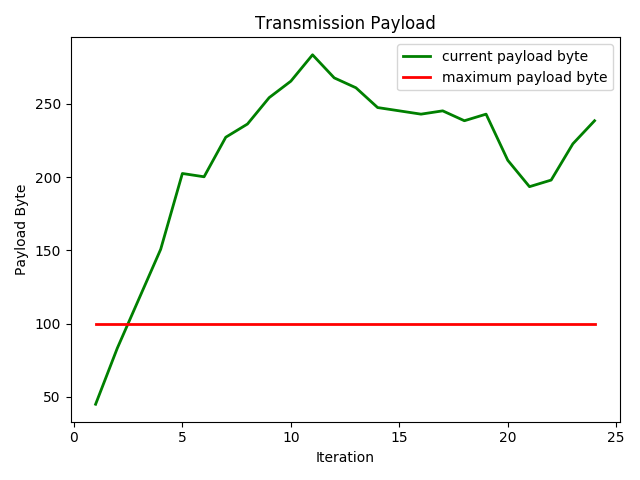 Transmission Payload
current payload byte
maximum payload byte
Payload Byte
250
200
150
100
50
0 5 10 15 20 25
Iteration